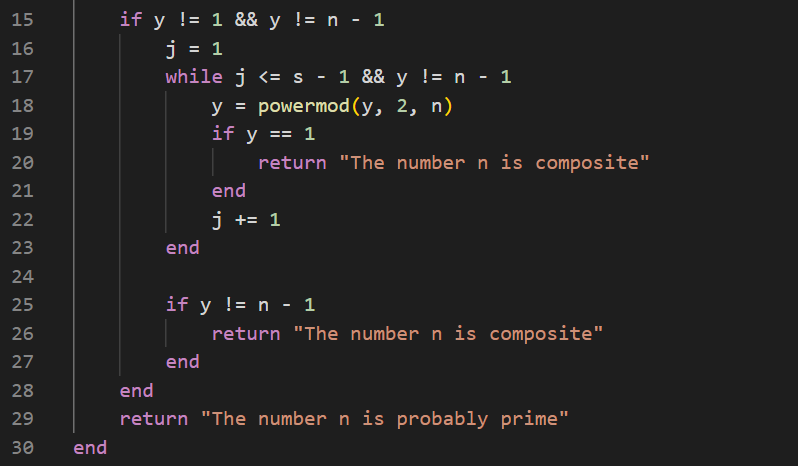 15 if y != 1 && y != n - 1
16 j = 1
17 while j <= s - 1 && y != n - 1
18 y = powermod(y, 2, n)
19 if y == 1
20 return "The number n is composite"
21 end
22 j += 1
23 end
24
25 if y != n - 1
26 return "The number n is composite"
27 end
28 end
29 return "The number n is probably prime"
30 end